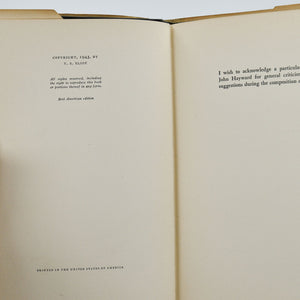 COPYRIGHT, 1943, BY
T. S. ELIOT
All rights reserved, including
the right to reproduce this book
or portions thereof in any form.
first American edition
PRINTED IN THE UNITED STATES OF AMERICA
I wish to acknowledge a particula
John Hayward for general criticis
suggestions during the composition o